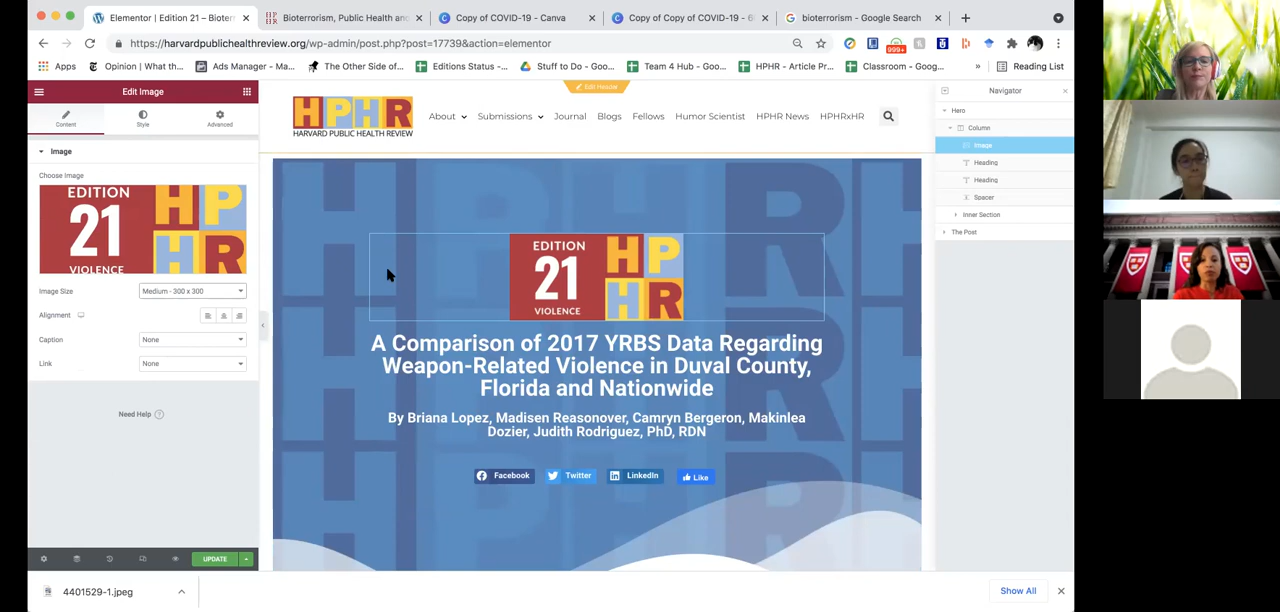 Elementor | Edition 21 – Bioterr
Bioterrorism, Public Health and
Copy of COVID-19 - Canva
Copy of Copy of COVID-19 - 6
bioterrorism - Google Search
https://harvardpublichealthreview.org/wp-admin/post.php?post=17739&action=elementor
999+
Apps
Opinion | What th...
Ads Manager - Ma...
The Other Side of...
Editions Status -...
Stuff to Do - Goo...
Team 4 Hub - Goo...
HPHR - Article Pr...
Classroom - Goog...
»
Reading List
Edit Image
Content
Style
Advanced
Image
Choose Image
EDITION
21
VIOLENCE
HP
HR
Image Size
Medium - 300 x 300
Alignment
Caption
None
Link
None
Need Help
UPDATE
Edit Header
HPHR
HARVARD PUBLIC HEALTH REVIEW
About
Submissions
Journal
Blogs
Fellows
Humor Scientist
HPHR News
HPHRxHR
EDITION
21
VIOLENCE
HP
HR
A Comparison of 2017 YRBS Data Regarding
Weapon-Related Violence in Duval County,
Florida and Nationwide
By Briana Lopez, Madisen Reasonover, Camryn Bergeron, Makinlea
Dozier, Judith Rodriguez, PhD, RDN
Facebook
Twitter
LinkedIn
Like
Navigator
Hero
Column
Image
Heading
Heading
Spacer
Inner Section
The Post
4401529-1.jpeg
Show All